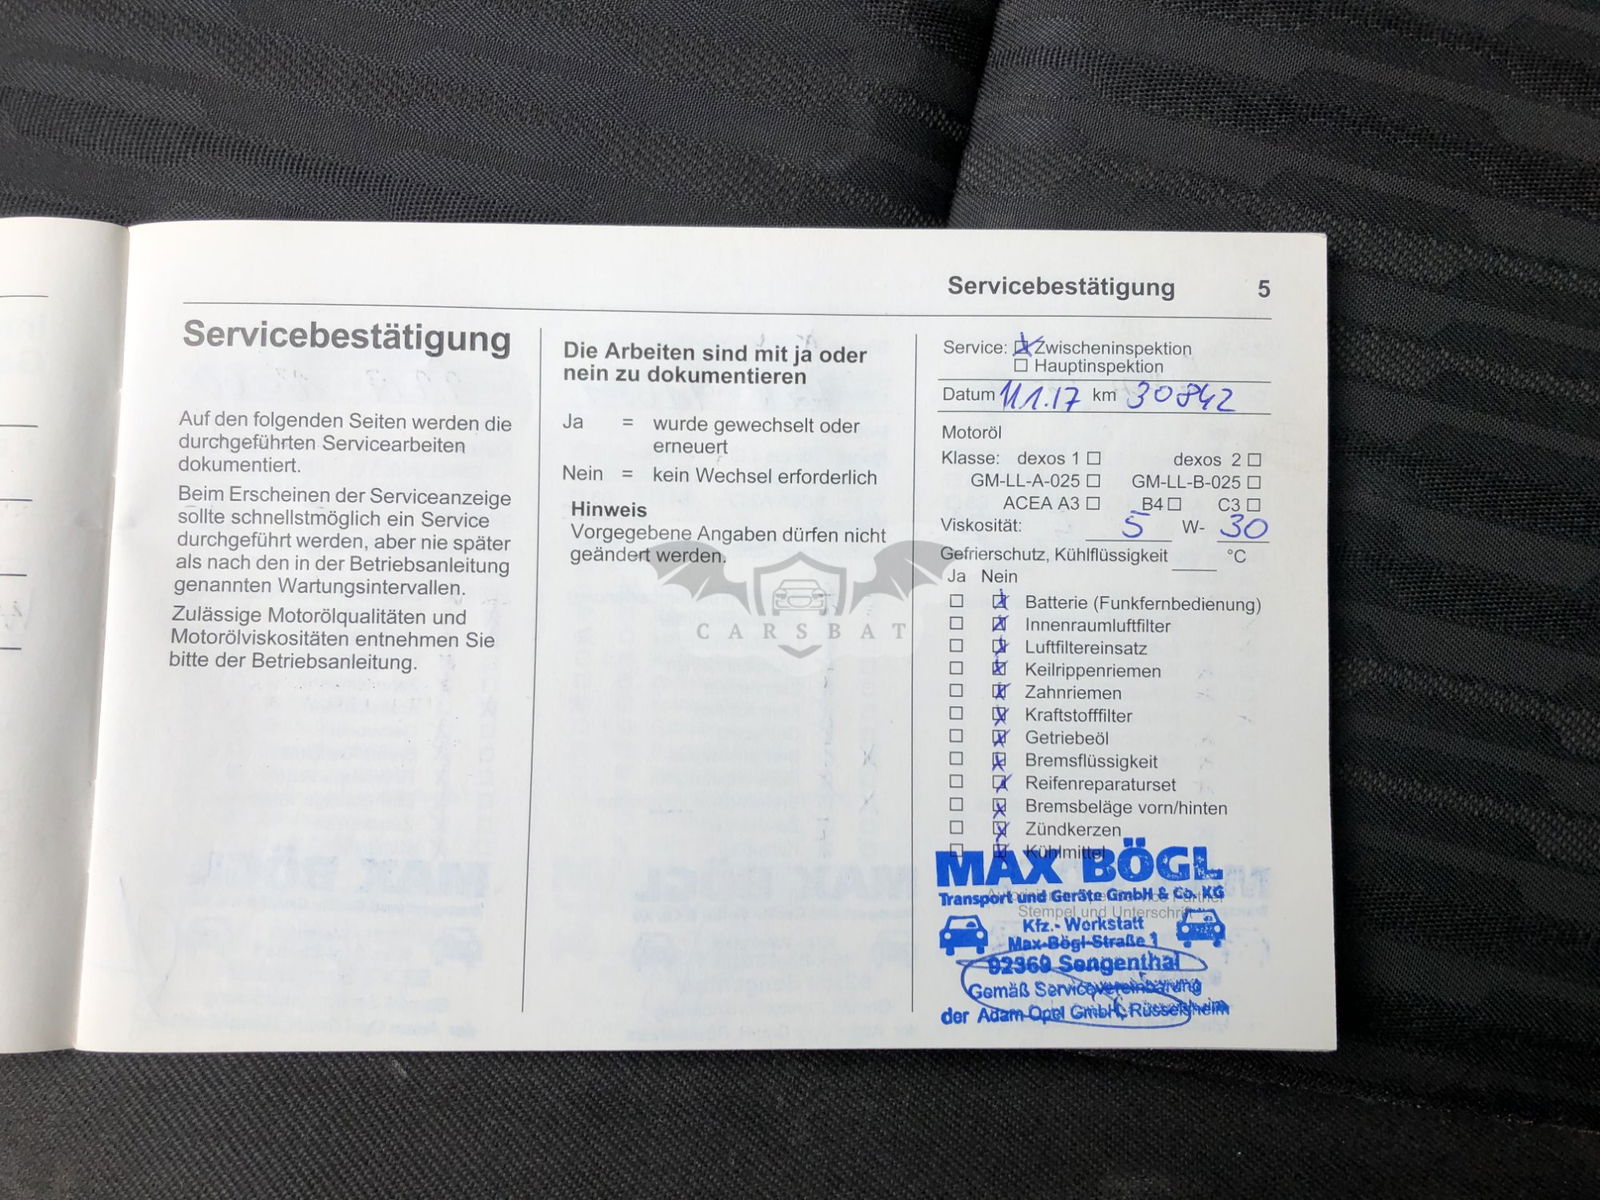 Servicebestätigung 5
Servicebestätigung
Auf den folgenden Seiten werden die
durchgeführten Servicearbeiten
dokumentiert.
Beim Erscheinen der Serviceanzeige
sollte schnellstmöglich ein Service
durchgeführt werden, aber nie später
als nach den in der Betriebsanleitung
genannten Wartungsintervallen.
Zulässige Motorölqualitäten und
Motorölviskositäten entnehmen Sie
bitte der Betriebsanleitung.
Die Arbeiten sind mit ja oder
nein zu dokumentieren
Ja = wurde gewechselt oder
erneuert
Nein = kein Wechsel erforderlich
Hinweis
Vorgegebene Angaben dürfen nicht
geändert werden.
CARSBAT
Service: Zwischeninspektion
Hauptinspektion
Datum 11.1.17 km 30842
Motoröl
Klasse: dexos 1 dexos 2
GM-LL-A-025 GM-LL-B-025
ACEA A3 B4 C3
Viskosität: 5 W- 30
Gefrierschutz, Kühlflüssigkeit °C
Ja Nein
Batterie (Funkfernbedienung)
Innenraumluftfilter
Luftfiltereinsatz
Keilrippenriemen
Zahnriemen
Kraftstofffilter
Getriebeöl
Bremsflüssigkeit
Reifenreparaturset
Bremsbeläge vorn/hinten
Zündkerzen
Kühlmittel
MAX BÖGL
Transport und Geräte GmbH & Co. KG
Stempel und Unterschrift
Kfz.- Werkstatt
Max-Bögl-Straße 1
92369 Sengenthal
Gemäß Servicevereinbarung
der Adam Opel GmbH, Rüsselsheim